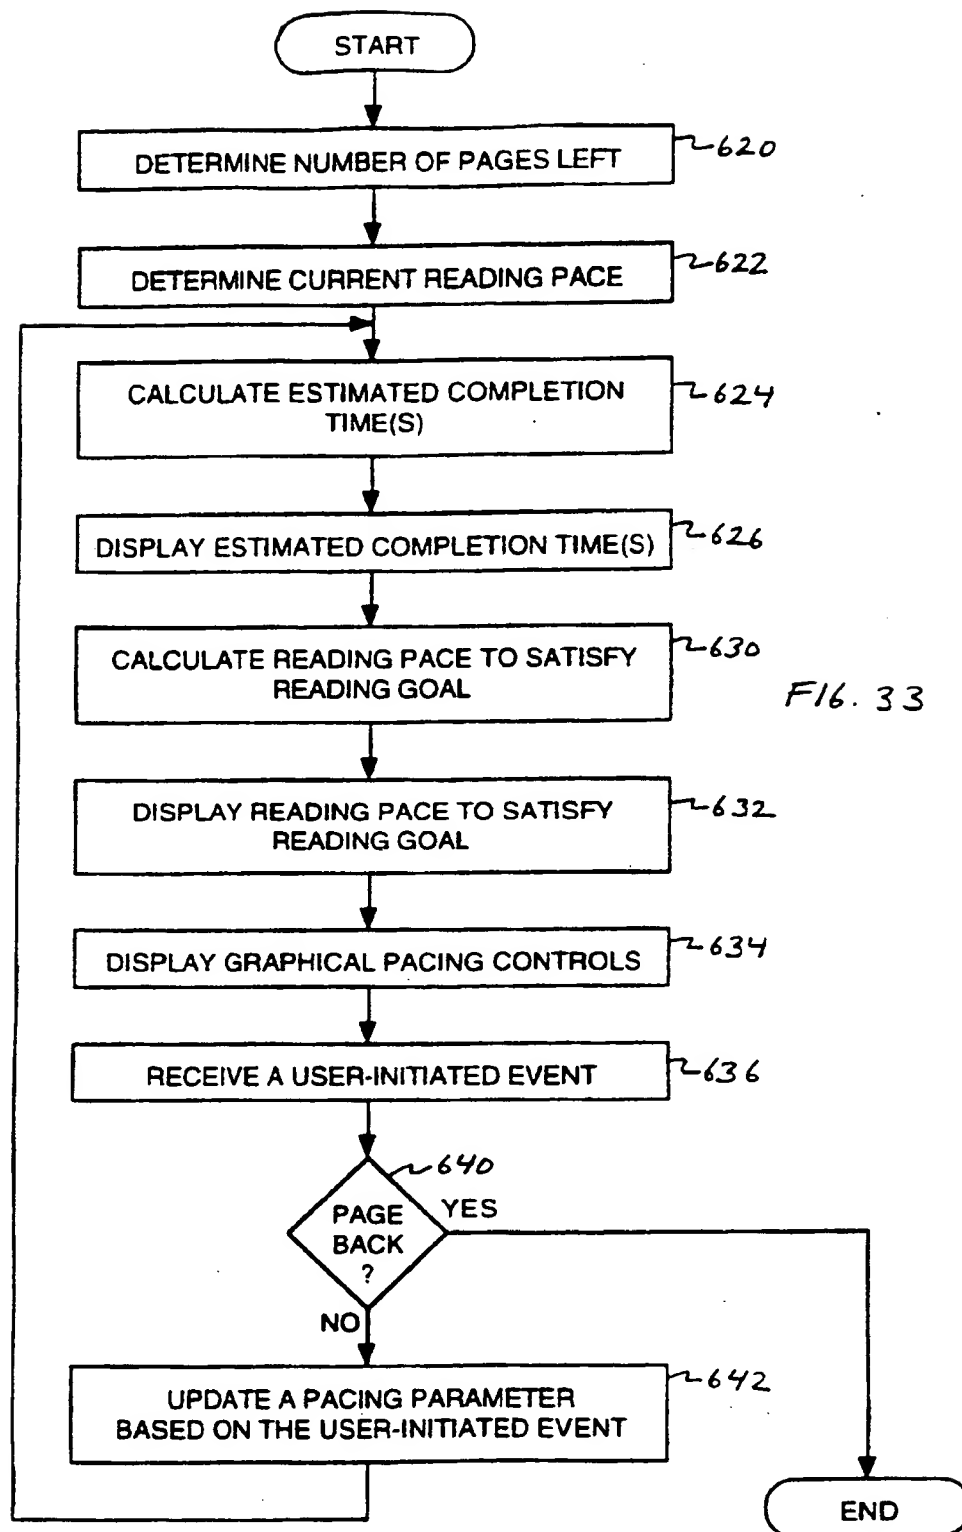 START
DETERMINE NUMBER OF PAGES LEFT
620
DETERMINE CURRENT READING PACE
622
CALCULATE ESTIMATED COMPLETION
TIME(S)
624
DISPLAY ESTIMATED COMPLETION TIME(S)
626
CALCULATE READING PACE TO SATISFY
READING GOAL
630
FIG. 33
DISPLAY READING PACE TO SATISFY
READING GOAL
632
DISPLAY GRAPHICAL PACING CONTROLS
634
RECEIVE A USER-INITIATED EVENT
636
640
PAGE
BACK
?
YES
NO
UPDATE A PACING PARAMETER
BASED ON THE USER-INITIATED EVENT
642
END